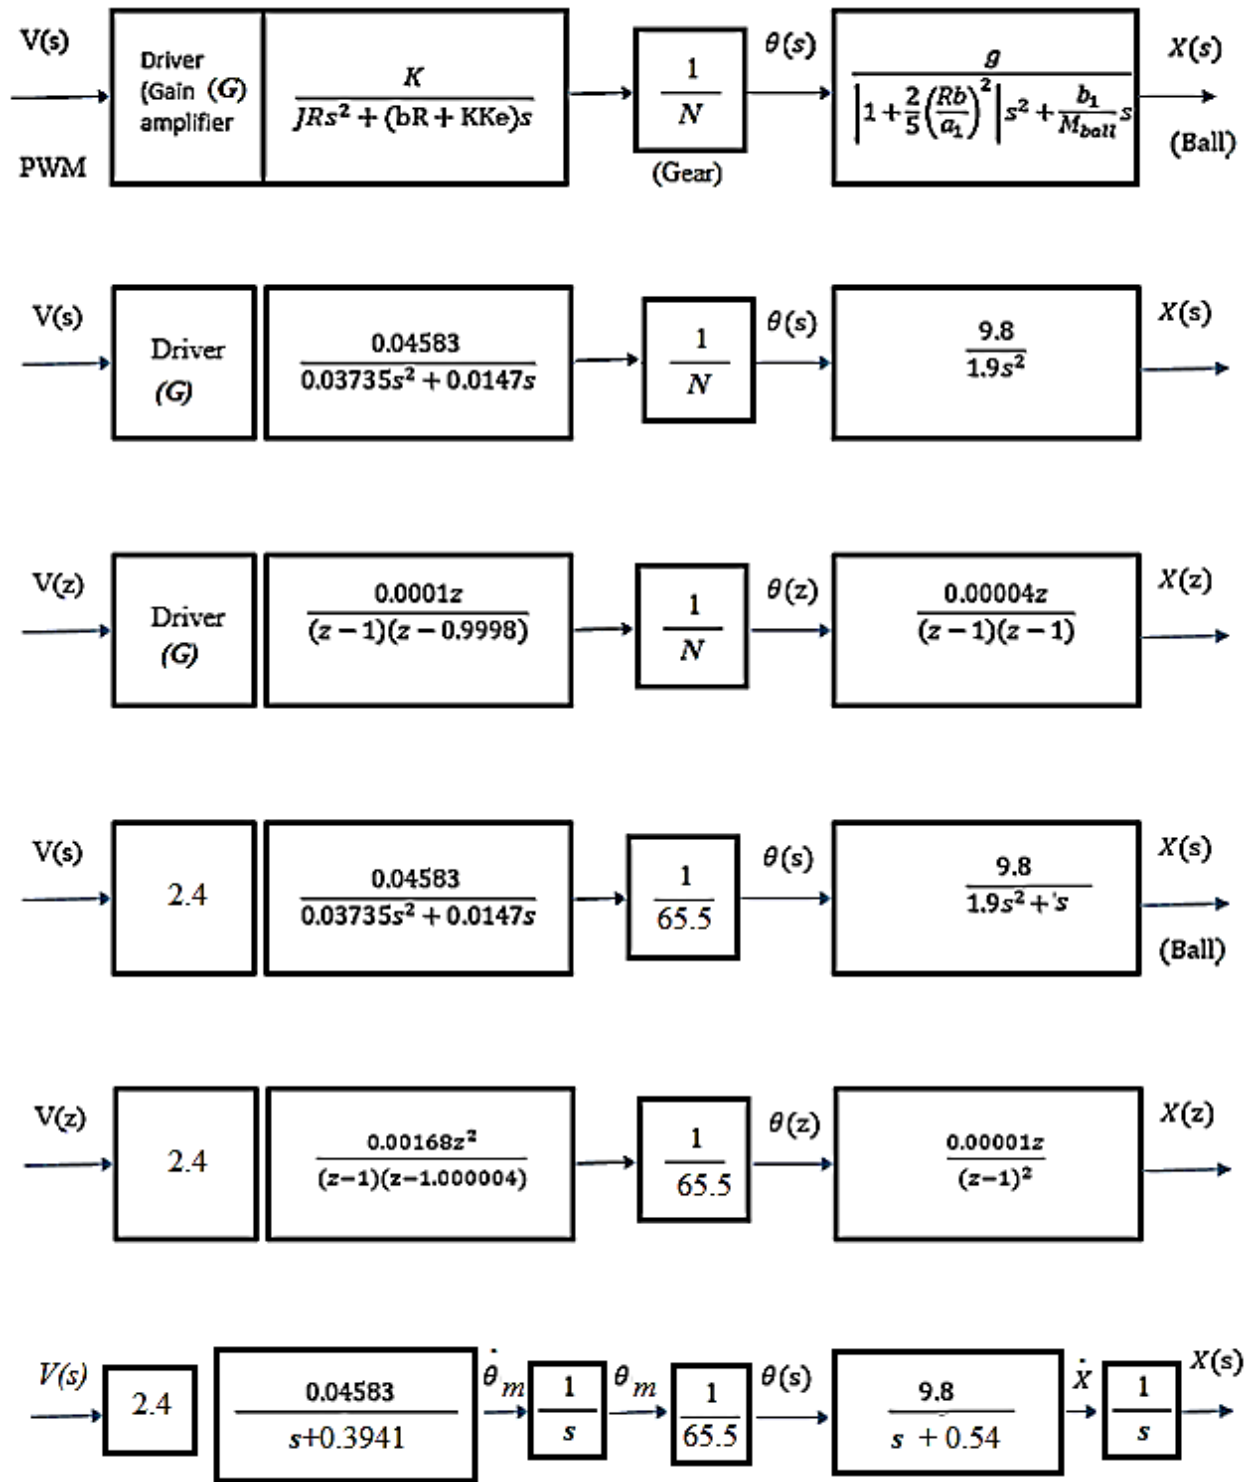 V(s)
PWM
Driver
(Gain (G)
amplifier
K
JRs² + (bR + KKe)s
1
N
(Gear)
θ(s)
g
|1 + 2/5 (Rb/a₁)²| s² + b₁/M_ball s
X(s)
(Ball)
V(s)
Driver
(G)
0.04583
0.03735s² + 0.0147s
1
N
θ(s)
9.8
1.9s²
X(s)
V(z)
Driver
(G)
0.0001z
(z − 1)(z − 0.9998)
1
N
θ(z)
0.00004z
(z − 1)(z − 1)
X(z)
V(s)
2.4
0.04583
0.03735s² + 0.0147s
1
65.5
θ(s)
9.8
1.9s² + s
X(s)
(Ball)
V(z)
2.4
0.00168z²
(z−1)(z−1.000004)
1
65.5
θ(z)
0.00001z
(z−1)²
X(z)
V(s)
2.4
0.04583
s+0.3941
θ̇ m
1
s
θ m
1
65.5
θ(s)
9.8
s + 0.54
Ẋ
1
s
X(s)